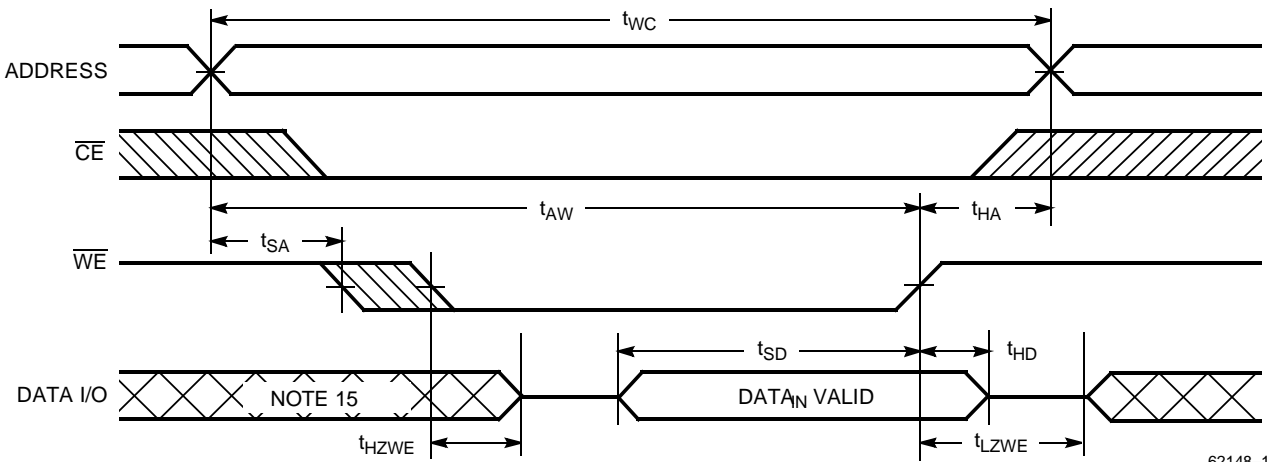 tWC
ADDRESS
CE
tAW
tHA
tSA
WE
tSD
tHD
DATA I/O
NOTE 15
DATAIN VALID
tHZWE
tLZWE